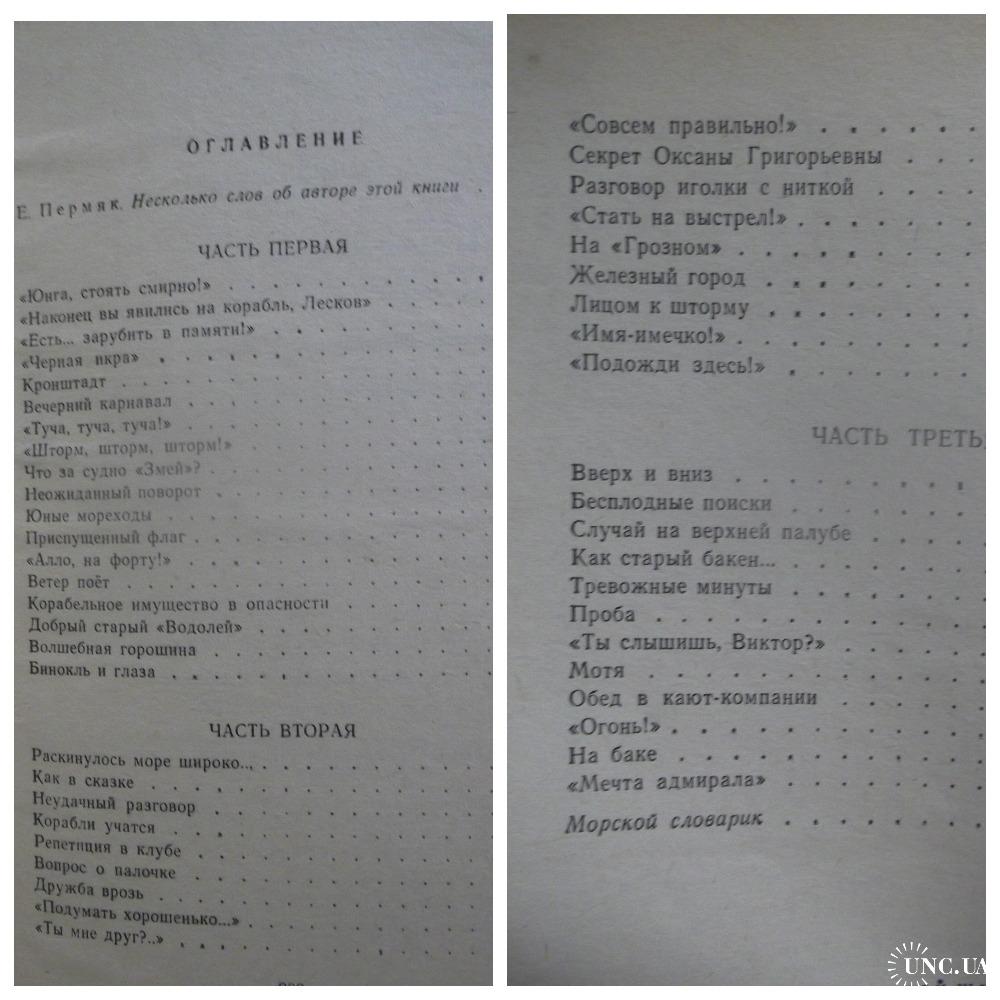 ОГЛАВЛЕНИЕ
Е. Пермяк. Несколько слов об авторе этой книги .
ЧАСТЬ ПЕРВАЯ
«Юнга, стоять смирно!» . . . . . . . . .
«Наконец вы явились на корабль, Лесков» . . . .
«Есть... зарубить в памяти!» . . . . . . . .
«Черная икра» . . . . . . . . . . . .
Кронштадт . . . . . . . . . . . . .
Вечерний карнавал . . . . . . . . . .
«Туча, туча, туча!» . . . . . . . . . .
«Шторм, шторм, шторм!» . . . . . . . . .
Что за судно «Змей»? . . . . . . . . .
Неожиданный поворот . . . . . . . . .
Юные мореходы . . . . . . . . . . .
Приспущенный флаг . . . . . . . . . .
«Алло, на форту!» . . . . . . . . . .
Ветер поёт . . . . . . . . . . . .
Корабельное имущество в опасности . . . . .
Добрый старый «Водолей» . . . . . . . .
Волшебная горошина . . . . . . . . .
Бинокль и глаза . . . . . . . . . . .
ЧАСТЬ ВТОРАЯ
Раскинулось море широко... . . . . . . . .
Как в сказке . . . . . . . . . . . .
Неудачный разговор . . . . . . . . .
Корабли учатся . . . . . . . . . . .
Репетиция в клубе . . . . . . . . . .
Вопрос о палочке . . . . . . . . . .
Дружба врозь . . . . . . . . . . .
«Подумать хорошенько...» . . . . . . . .
«Ты мне друг?..» . . . . . . . . . . .
«Совсем правильно!» . . . . . .
Секрет Оксаны Григорьевны . . .
Разговор иголки с ниткой . . . .
«Стать на выстрел!» . . . . . . .
На «Грозном» . . . . . . . . .
Железный город . . . . . . . .
Лицом к шторму . . . . . . . .
«Имя-имечко!» . . . . . . . . .
«Подожди здесь!» . . . . . . .
ЧАСТЬ ТРЕТЬ
Вверх и вниз . . . . . . . . .
Бесплодные поиски . . . . . . .
Случай на верхней палубе . . . .
Как старый бакен... . . . . . . .
Тревожные минуты . . . . . . .
Проба . . . . . . . . . . . .
«Ты слышишь, Виктор?» . . . . .
Мотя . . . . . . . . . . . .
Обед в кают-компании . . . . .
«Огонь!» . . . . . . . . . . .
На баке . . . . . . . . . . .
«Мечта адмирала» . . . . . . .
Морской словарик . . . . . . .
UNC.UA